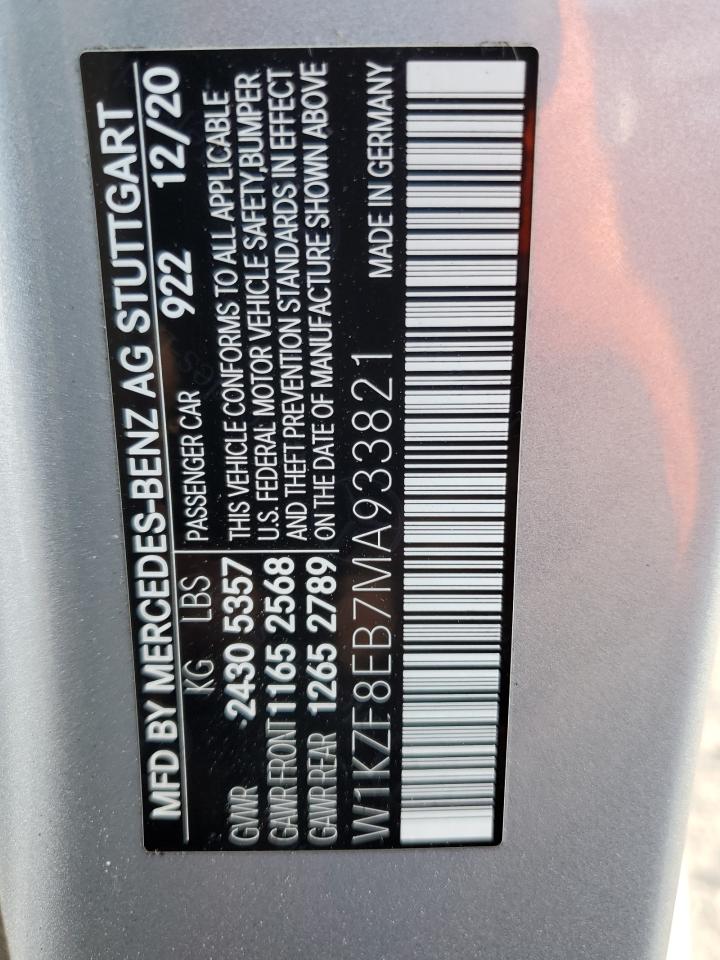 MFD BY MERCEDES-BENZ AG STUTTGART
922 12/20
KG LBS PASSENGER CAR
GVWR 2430 5357
GAWR FRONT 1165 2568
GAWR REAR 1265 2789
THIS VEHICLE CONFORMS TO ALL APPLICABLE
U.S. FEDERAL MOTOR VEHICLE SAFETY,BUMPER
AND THEFT PREVENTION STANDARDS IN EFFECT
ON THE DATE OF MANUFACTURE SHOWN ABOVE
W1KZF8EB7MA933821 MADE IN GERMANY